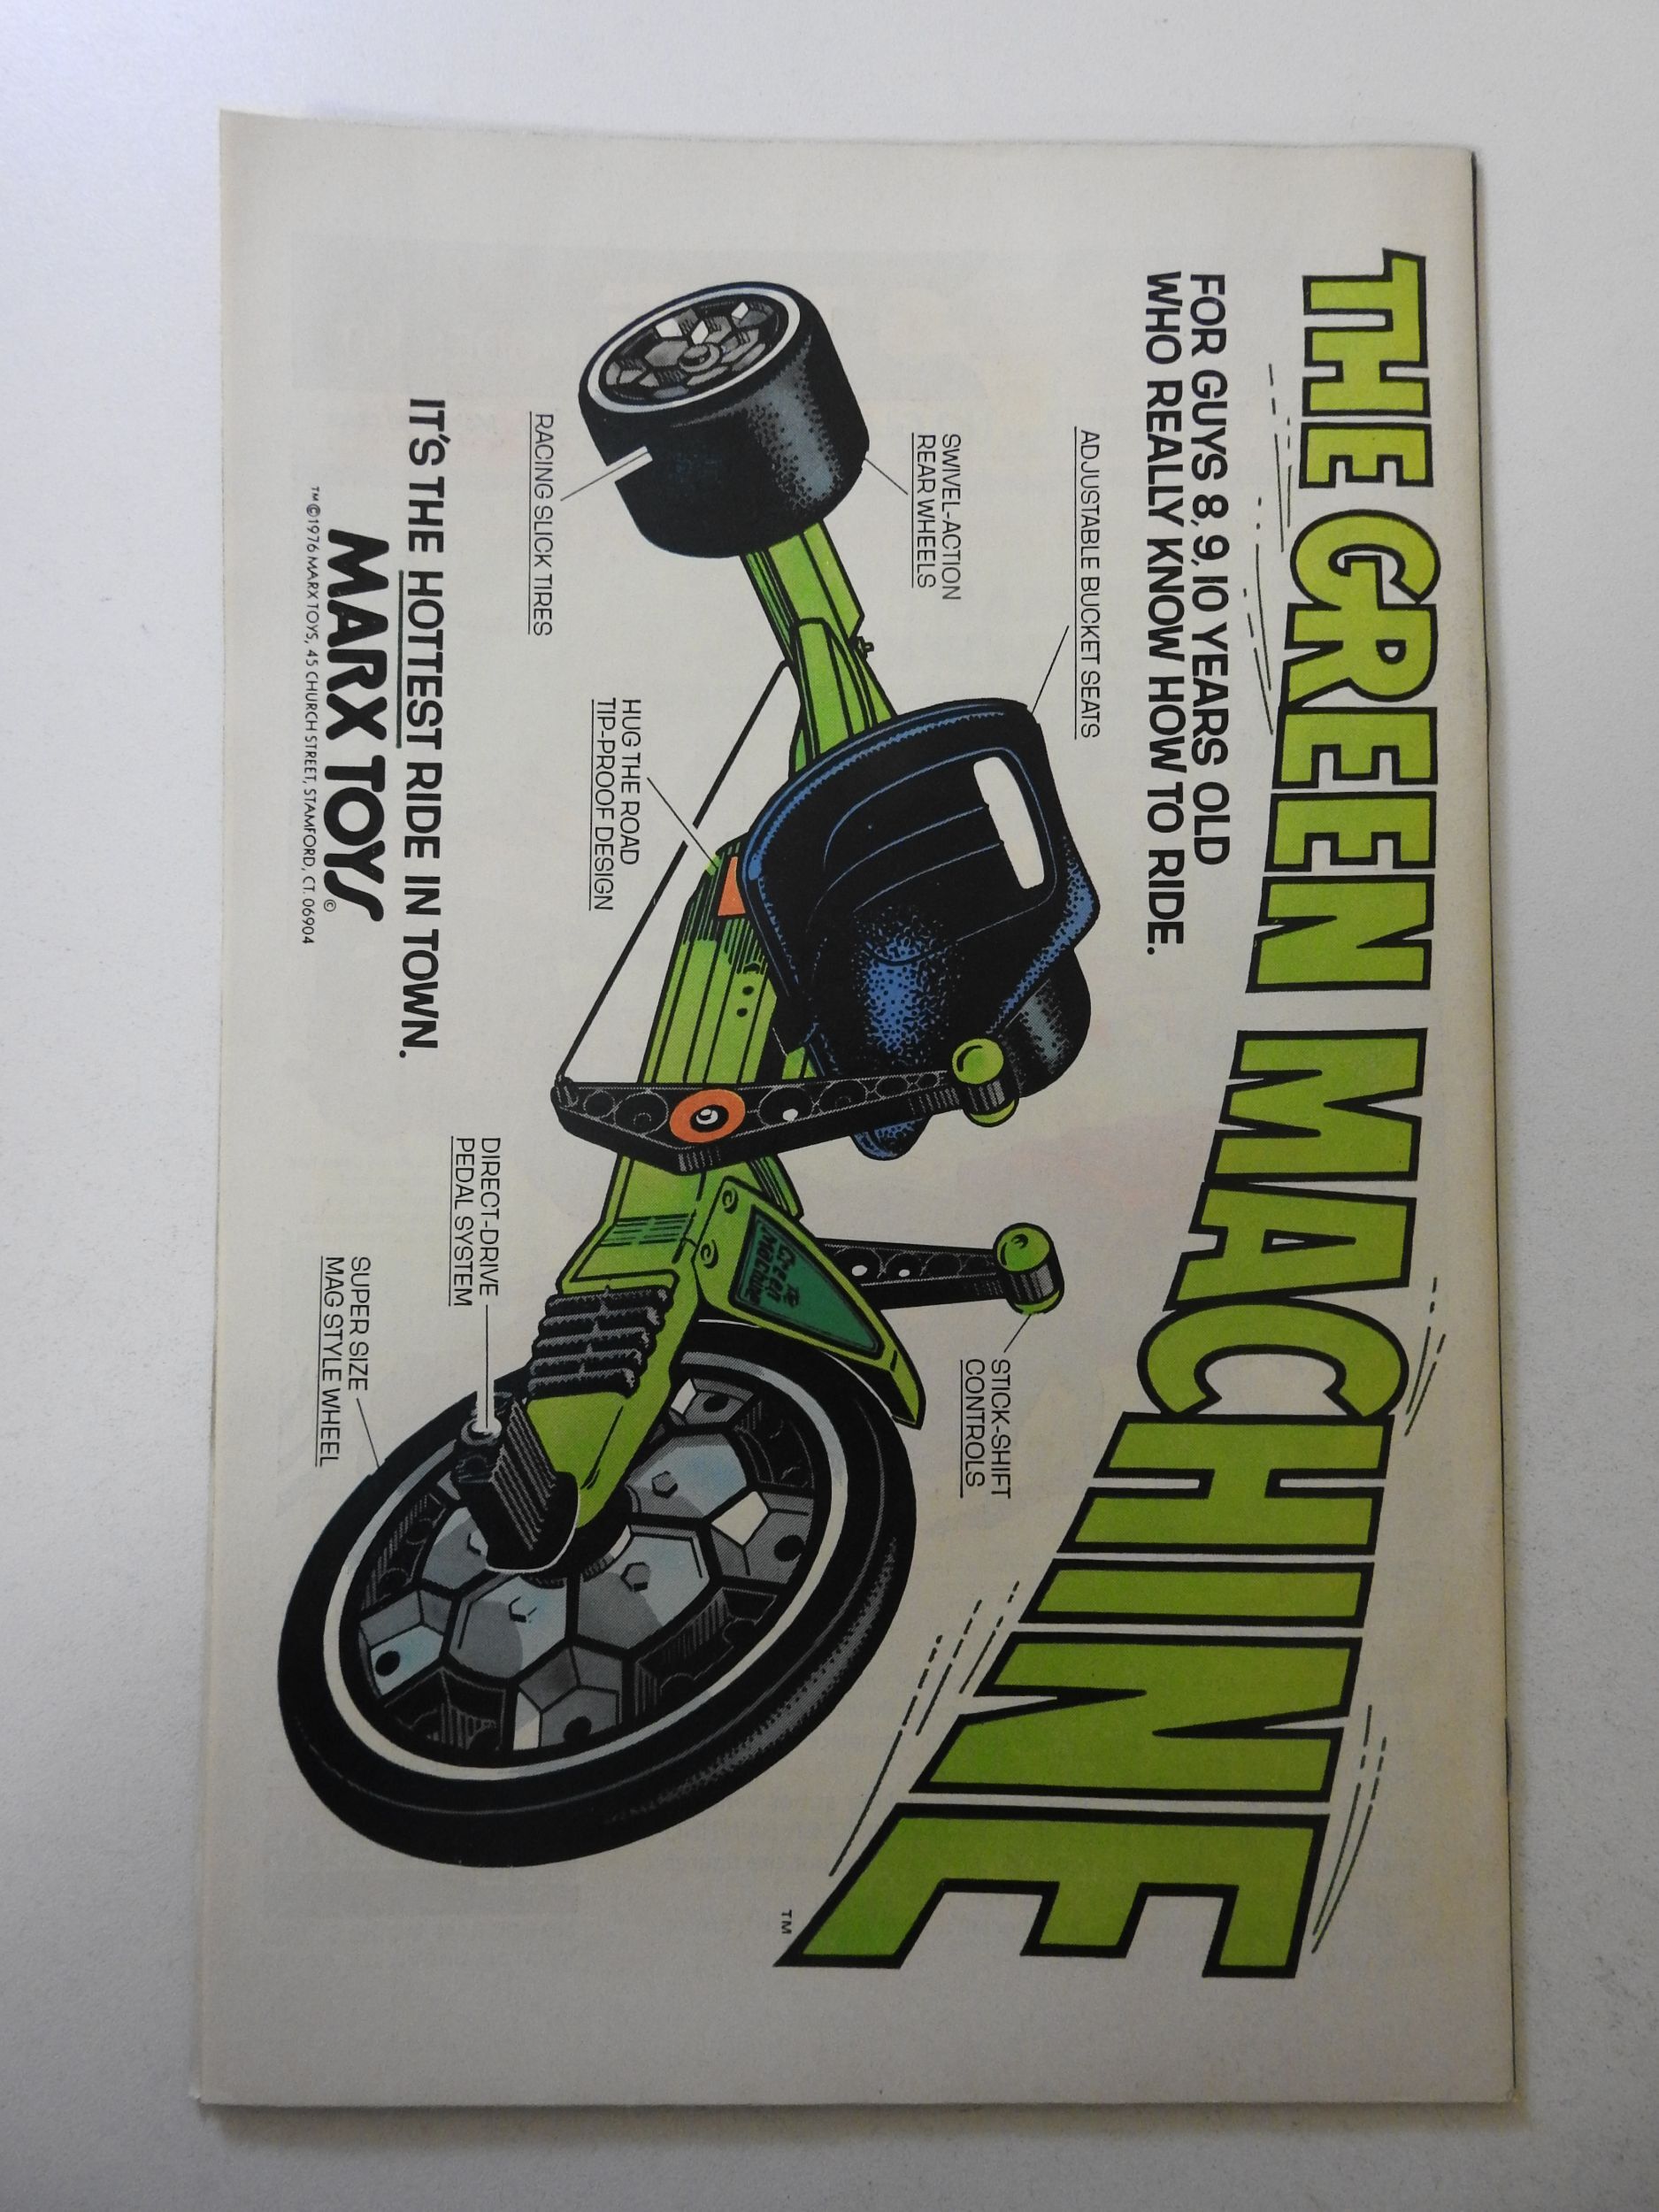 THE GREEN MACHINE
™
FOR GUYS 8, 9, 10 YEARS OLD
WHO REALLY KNOW HOW TO RIDE.
ADJUSTABLE BUCKET SEATS
SWIVEL-ACTION
REAR WHEELS
STICK-SHIFT
CONTROLS
THE
Green
MACHINE
HUG THE ROAD
TIP-PROOF DESIGN
RACING SLICK TIRES
DIRECT-DRIVE
PEDAL SYSTEM
SUPER SIZE
MAG STYLE WHEEL
IT'S THE HOTTEST RIDE IN TOWN.
MARX TOYS©
™©1976 MARX TOYS, 45 CHURCH STREET, STAMFORD, CT. 06904